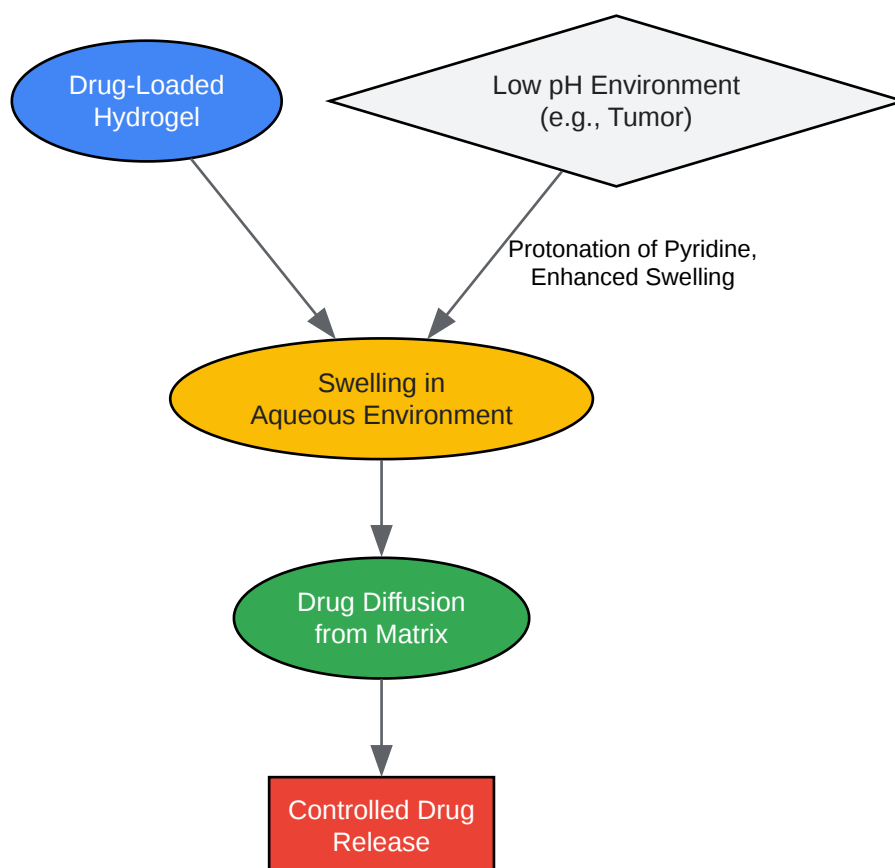 Drug-Loaded
Hydrogel
Low pH Environment
(e.g., Tumor)
Protonation of Pyridine,
Enhanced Swelling
Swelling in
Aqueous Environment
Drug Diffusion
from Matrix
Controlled Drug
Release